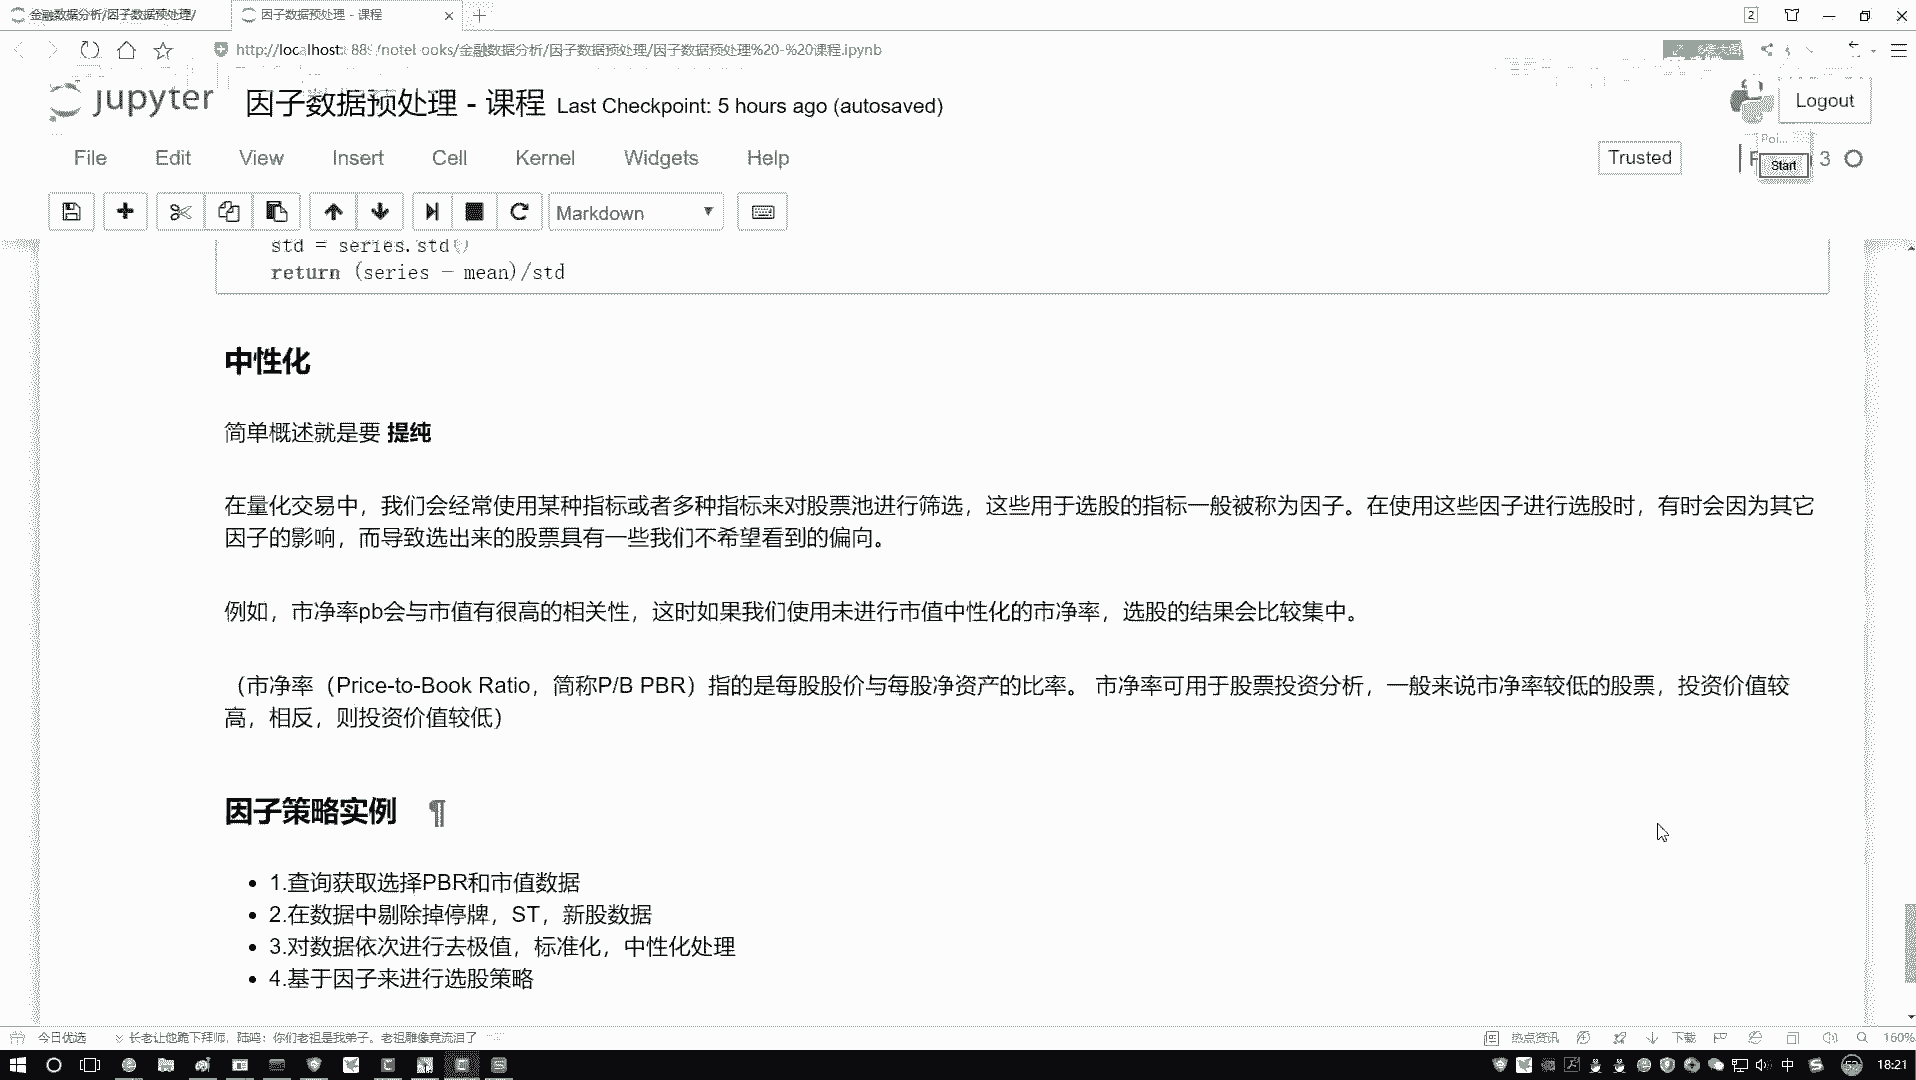 金融数据分析/因子数据预处理/
因子数据预处理 - 课程
2
金融数据分析/因子数据预处理/因子数据预处理%20-%20课程.ipynb
jupyter
因子数据预处理 - 课程 Last Checkpoint: 5 hours ago (autosaved)
Logout
File Edit View Insert Cell Kernel Widgets Help
Trusted
Start
3
Markdown
std = series.std()
return (series - mean)/std
中性化
简单概述就是要 提纯
在量化交易中，我们会经常使用某种指标或者多种指标来对股票池进行筛选，这些用于选股的指标一般被称为因子。在使用这些因子进行选股时，有时会因为其它
因子的影响，而导致选出来的股票具有一些我们不希望看到的偏向。
例如，市净率pb会与市值有很高的相关性，这时如果我们使用未进行市值中性化的市净率，选股的结果会比较集中。
（市净率（Price-to-Book Ratio，简称P/B PBR）指的是每股股价与每股净资产的比率。 市净率可用于股票投资分析，一般来说市净率较低的股票，投资价值较
高，相反，则投资价值较低）
因子策略实例 ¶
1.查询获取选择PBR和市值数据
2.在数据中剔除掉停牌，ST，新股数据
3.对数据依次进行去极值，标准化，中性化处理
4.基于因子来进行选股策略
今日优选
长老让他跪下拜师，陆鸣：你们老祖是我弟子。老祖雕像竟流泪了
热点资讯
下载
160%
中
18:21